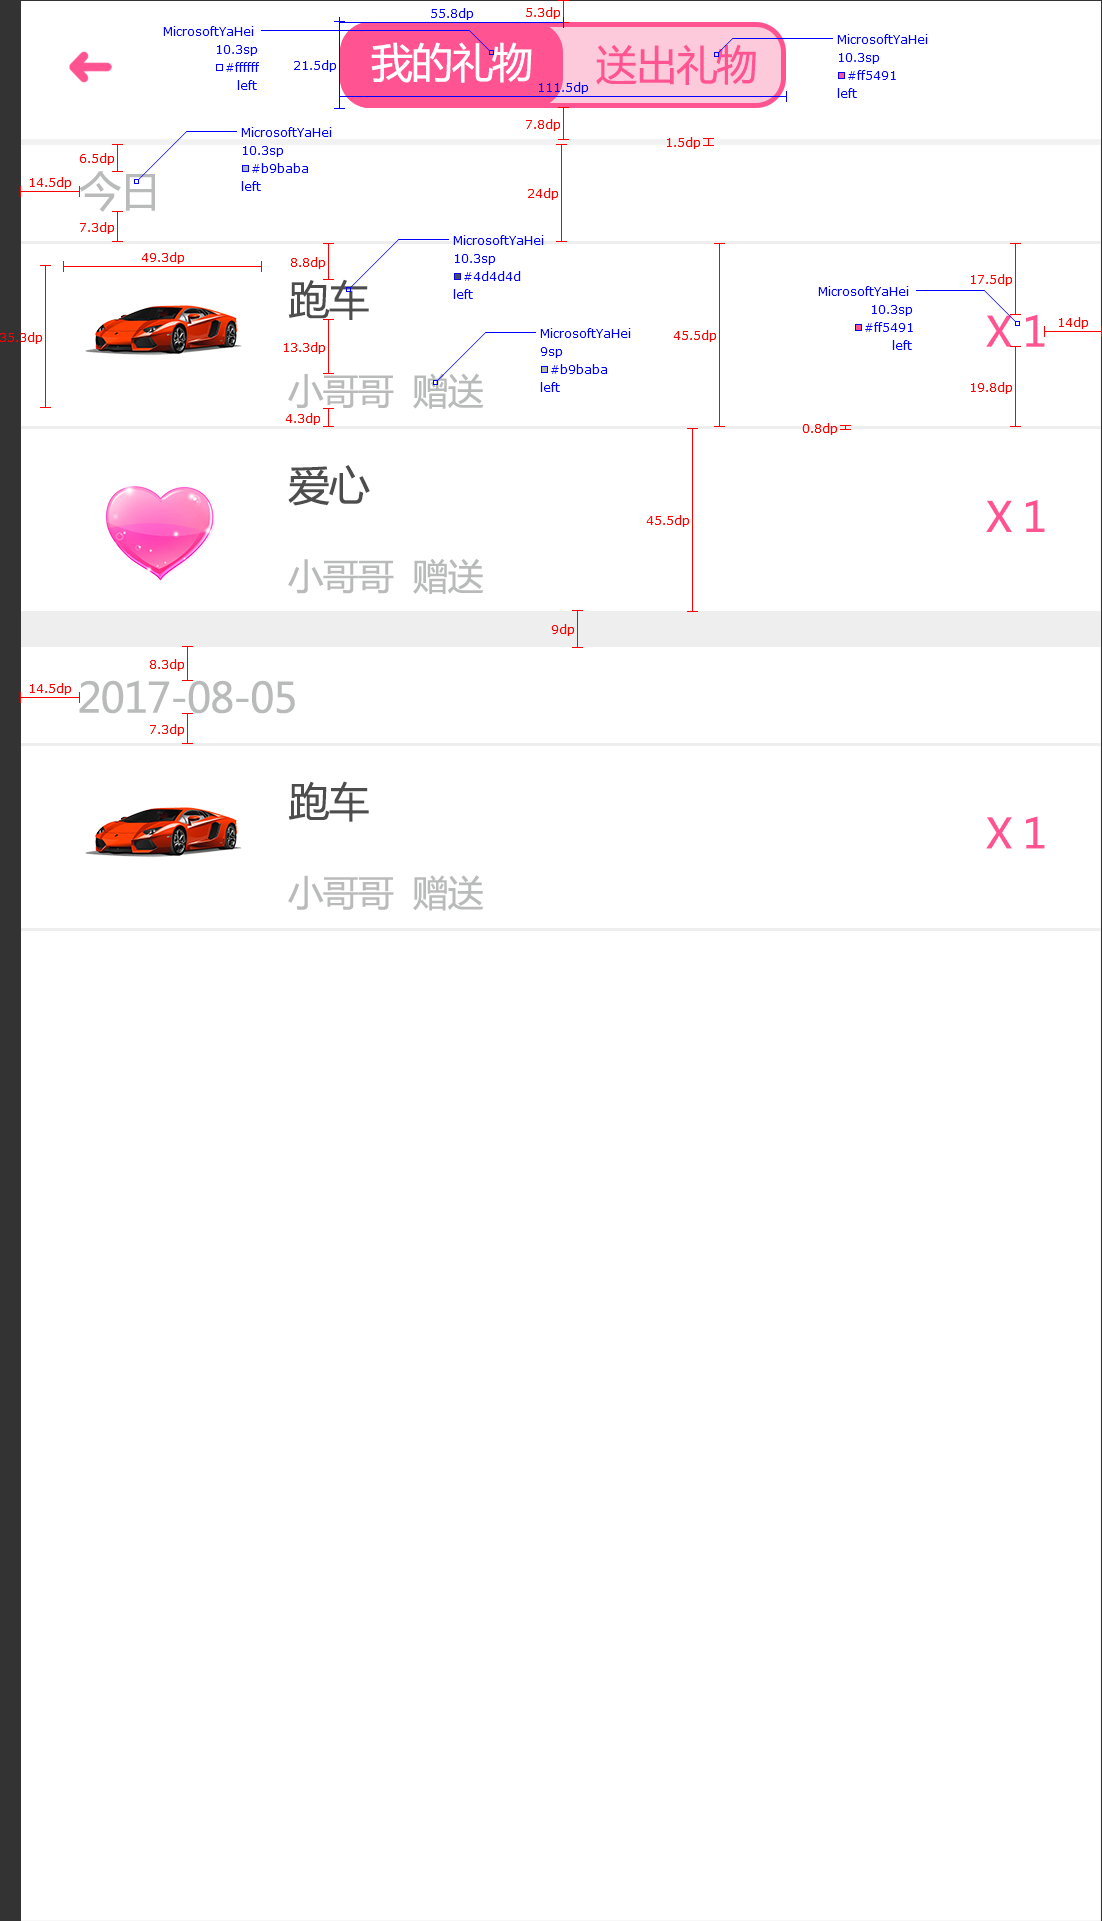 55.8dp
5.3dp
MicrosoftYaHei
10.3sp
#ffffff
left
21.5dp
我的礼物
送出礼物
111.5dp
MicrosoftYaHei
10.3sp
#ff5491
left
7.8dp
1.5dp
MicrosoftYaHei
10.3sp
#b9baba
left
6.5dp
14.5dp
今日
7.3dp
24dp
49.3dp
35.3dp
8.8dp
跑车
MicrosoftYaHei
10.3sp
#4d4d4d
left
13.3dp
小哥哥 赠送
4.3dp
MicrosoftYaHei
9sp
#b9baba
left
45.5dp
MicrosoftYaHei
10.3sp
#ff5491
left
17.5dp
X 1
14dp
19.8dp
0.8dp
爱心
小哥哥 赠送
45.5dp
X 1
9dp
8.3dp
14.5dp
2017-08-05
7.3dp
跑车
小哥哥 赠送
X 1